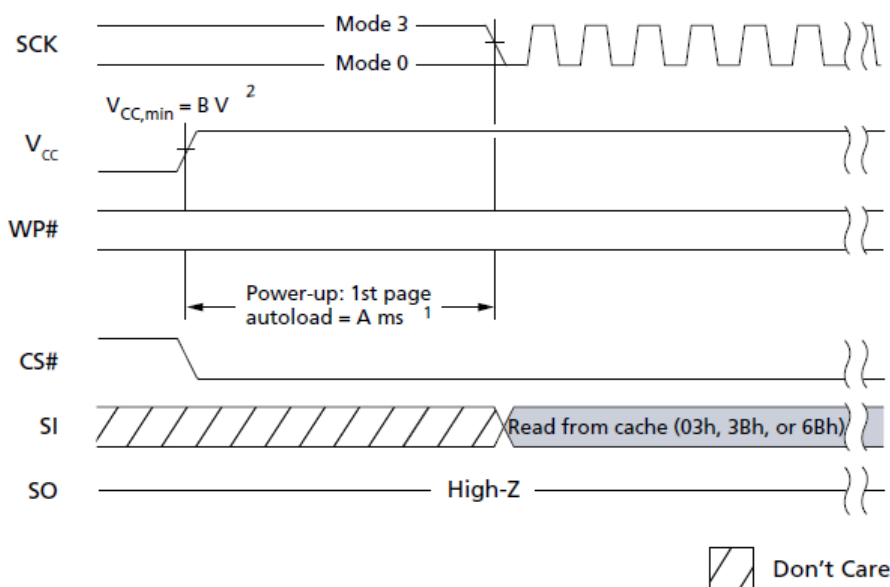 SCK
Mode 3
Mode 0
VCC,min = B V 2
VCC
WP#
Power-up: 1st page
autoload = A ms 1
CS#
SI
Read from cache (03h, 3Bh, or 6Bh)
SO
High-Z
Don't Care